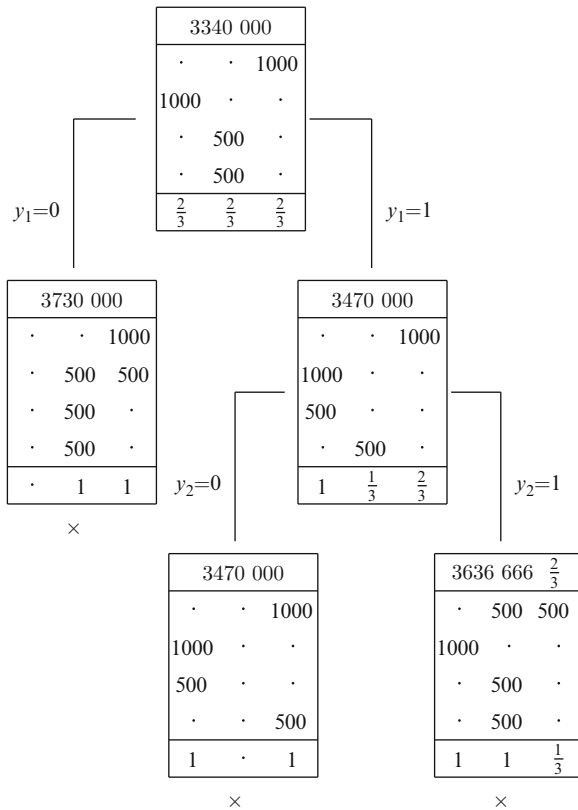 3340 000
· · 1000
1000 · ·
· 500 ·
· 500 ·
2/3 2/3 2/3
y₁=0
y₁=1
3730 000
· · 1000
· 500 500
· 500 ·
· 500 ·
· 1 1
×
3470 000
· · 1000
1000 · ·
500 · ·
· 500 ·
1 1/3 2/3
y₂=0
y₂=1
3470 000
· · 1000
1000 · ·
500 · ·
· · 500
1 · 1
×
3636 666 2/3
· 500 500
1000 · ·
· 500 ·
· 500 ·
1 1 1/3
×